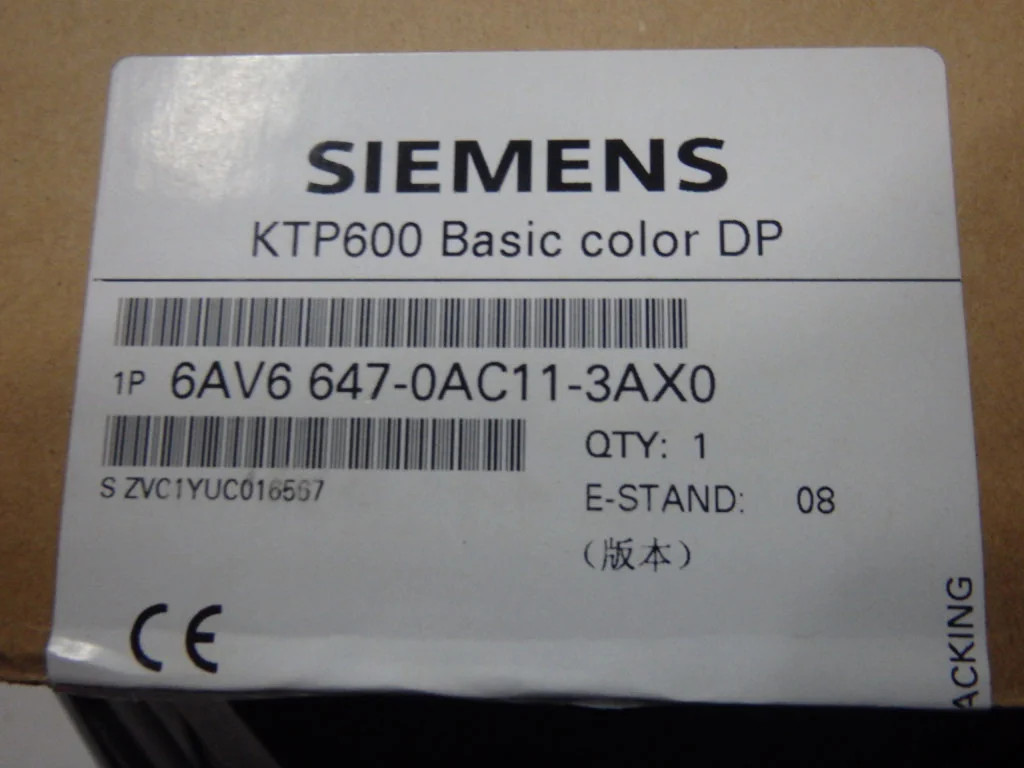 SIEMENS
KTP600 Basic color DP
1P 6AV6 647-0AC11-3AX0
S ZVC1YUC016567
QTY: 1
E-STAND: 08
(版本)
CE
ACKING